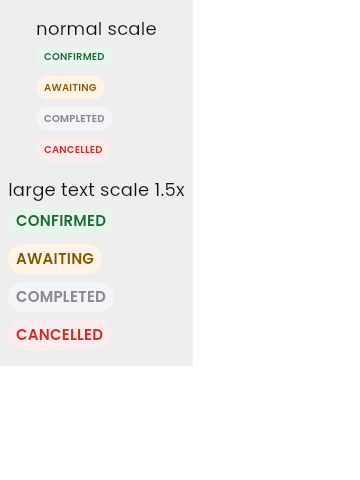 normal scale
CONFIRMED
AWAITING
COMPLETED
CANCELLED
large text scale 1.5x
CONFIRMED
AWAITING
COMPLETED
CANCELLED